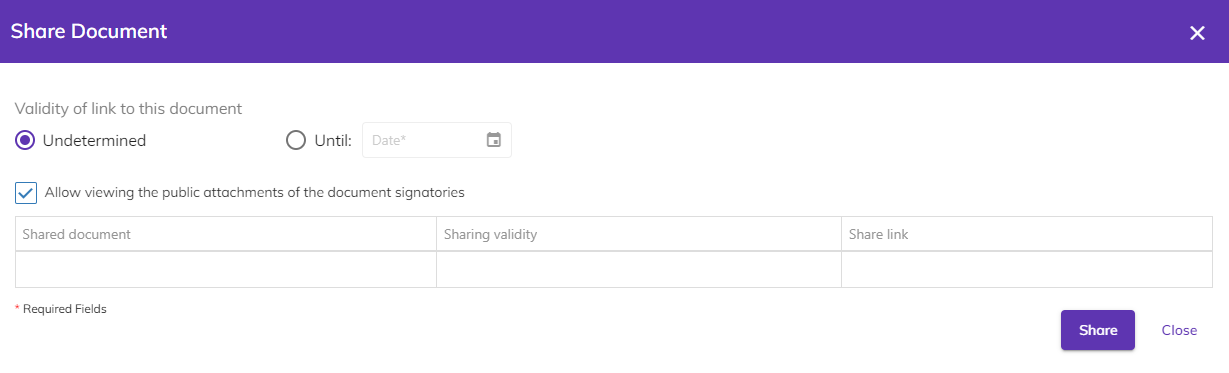 Share Document
Validity of link to this document
Undetermined
Until:
Date*
Allow viewing the public attachments of the document signatories
Shared document
Sharing validity
Share link
* Required Fields
Share
Close